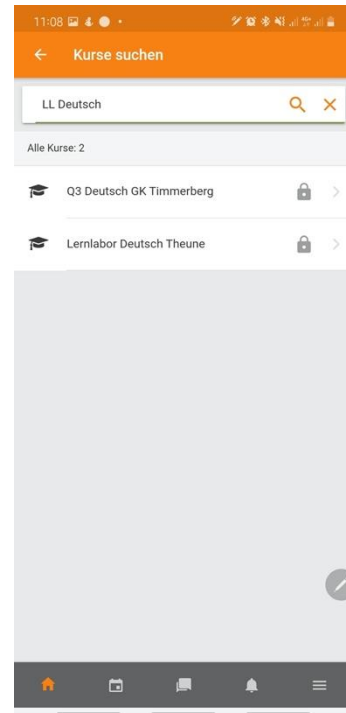 11:08
Kurse suchen
LL Deutsch
Alle Kurse: 2
Q3 Deutsch GK Timmerberg
Lernlabor Deutsch Theune